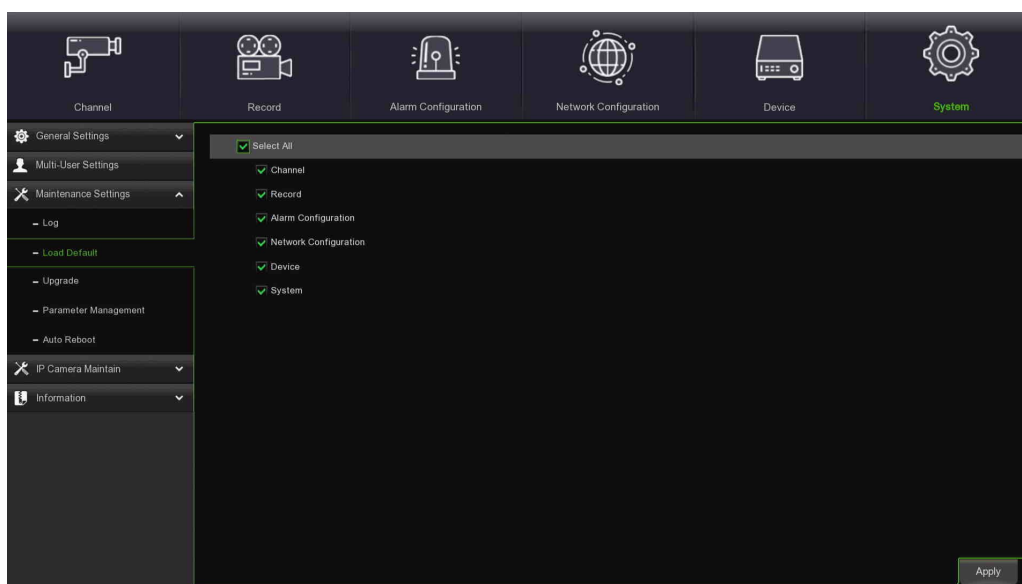 Channel
Record
Alarm Configuration
Network Configuration
Device
System
General Settings
Multi-User Settings
Maintenance Settings
Log
Load Default
Upgrade
Parameter Management
Auto Reboot
IP Camera Maintain
Information
Select All
Channel
Record
Alarm Configuration
Network Configuration
Device
System
Apply